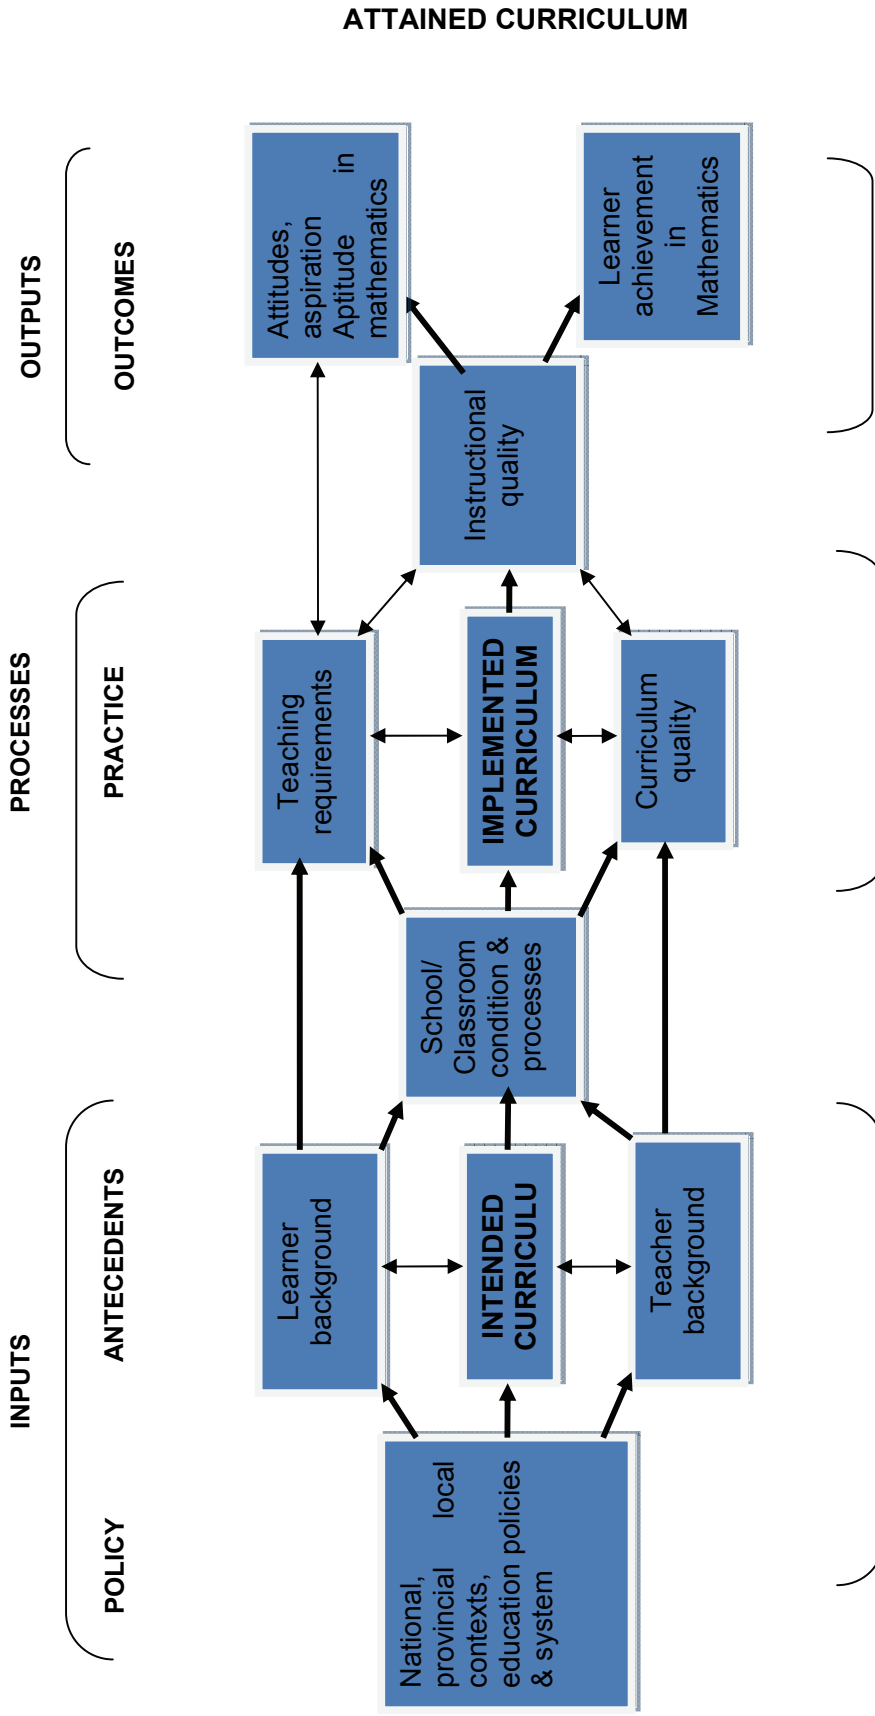 ATTAINED CURRICULUM
INPUTS
PROCESSES
OUTPUTS
POLICY
ANTECEDENTS
PRACTICE
OUTCOMES
National,
provincial local
contexts,
education policies
& system
Learner
background
INTENDED
CURRICULU
Teacher
background
School/
Classroom
condition &
processes
Teaching
requirements
IMPLEMENTED
CURRICULUM
Curriculum
quality
Instructional
quality
Attitudes,
aspiration
Aptitude in
mathematics
Learner
achievement
in
Mathematics